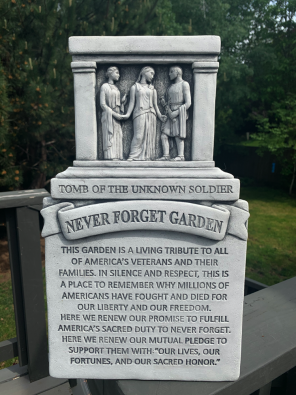 TOMB OF THE UNKNOWN SOLDIER
NEVER FORGET GARDEN
THIS GARDEN IS A LIVING TRIBUTE TO ALL
OF AMERICA'S VETERANS AND THEIR
FAMILIES. IN SILENCE AND RESPECT, THIS IS
A PLACE TO REMEMBER WHY MILLIONS OF
AMERICANS HAVE FOUGHT AND DIED FOR
OUR LIBERTY AND OUR FREEDOM.
HERE WE RENEW OUR PROMISE TO FULFILL
AMERICA'S SACRED DUTY TO NEVER FORGET.
HERE WE RENEW OUR MUTUAL PLEDGE TO
SUPPORT THEM WITH "OUR LIVES, OUR
FORTUNES, AND OUR SACRED HONOR."